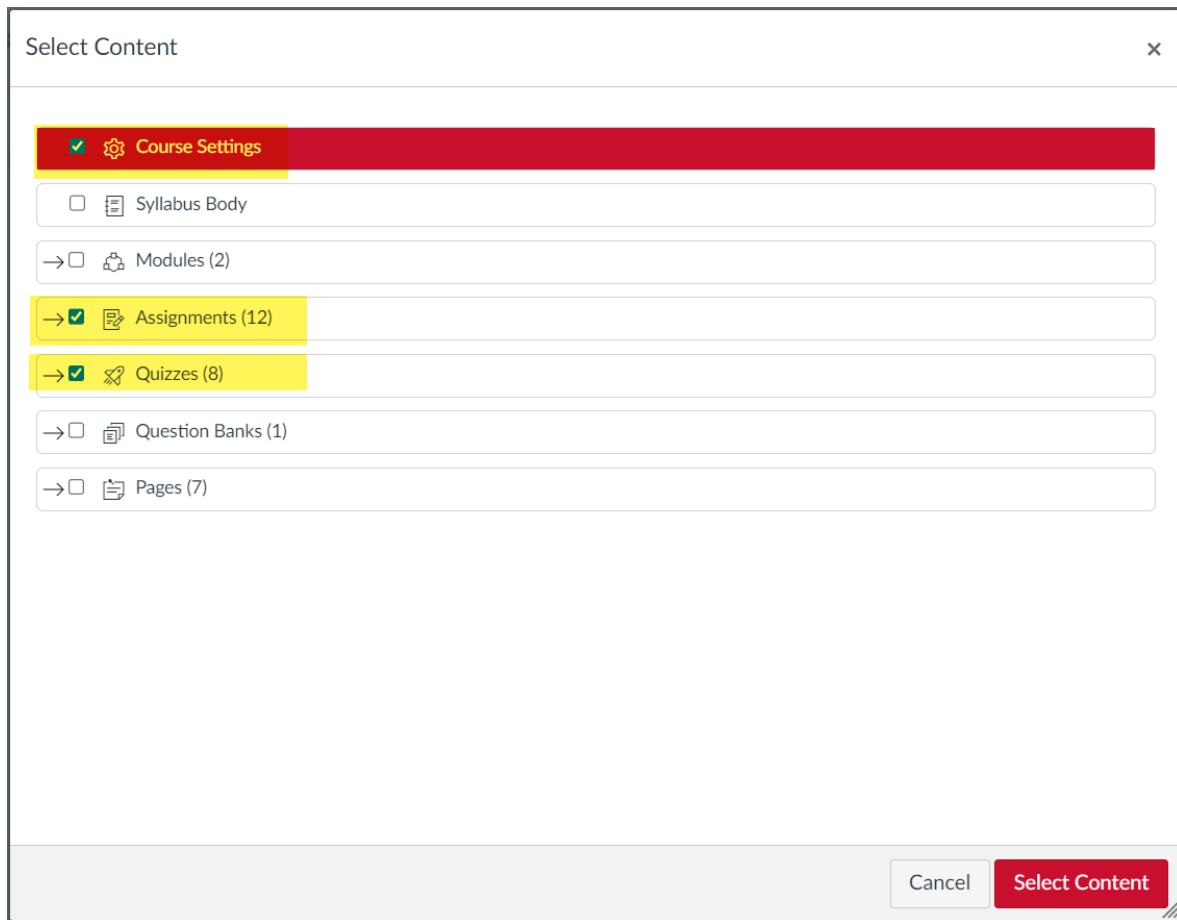 Select Content
Course Settings
Syllabus Body
Modules (2)
Assignments (12)
Quizzes (8)
Question Banks (1)
Pages (7)
Cancel Select Content